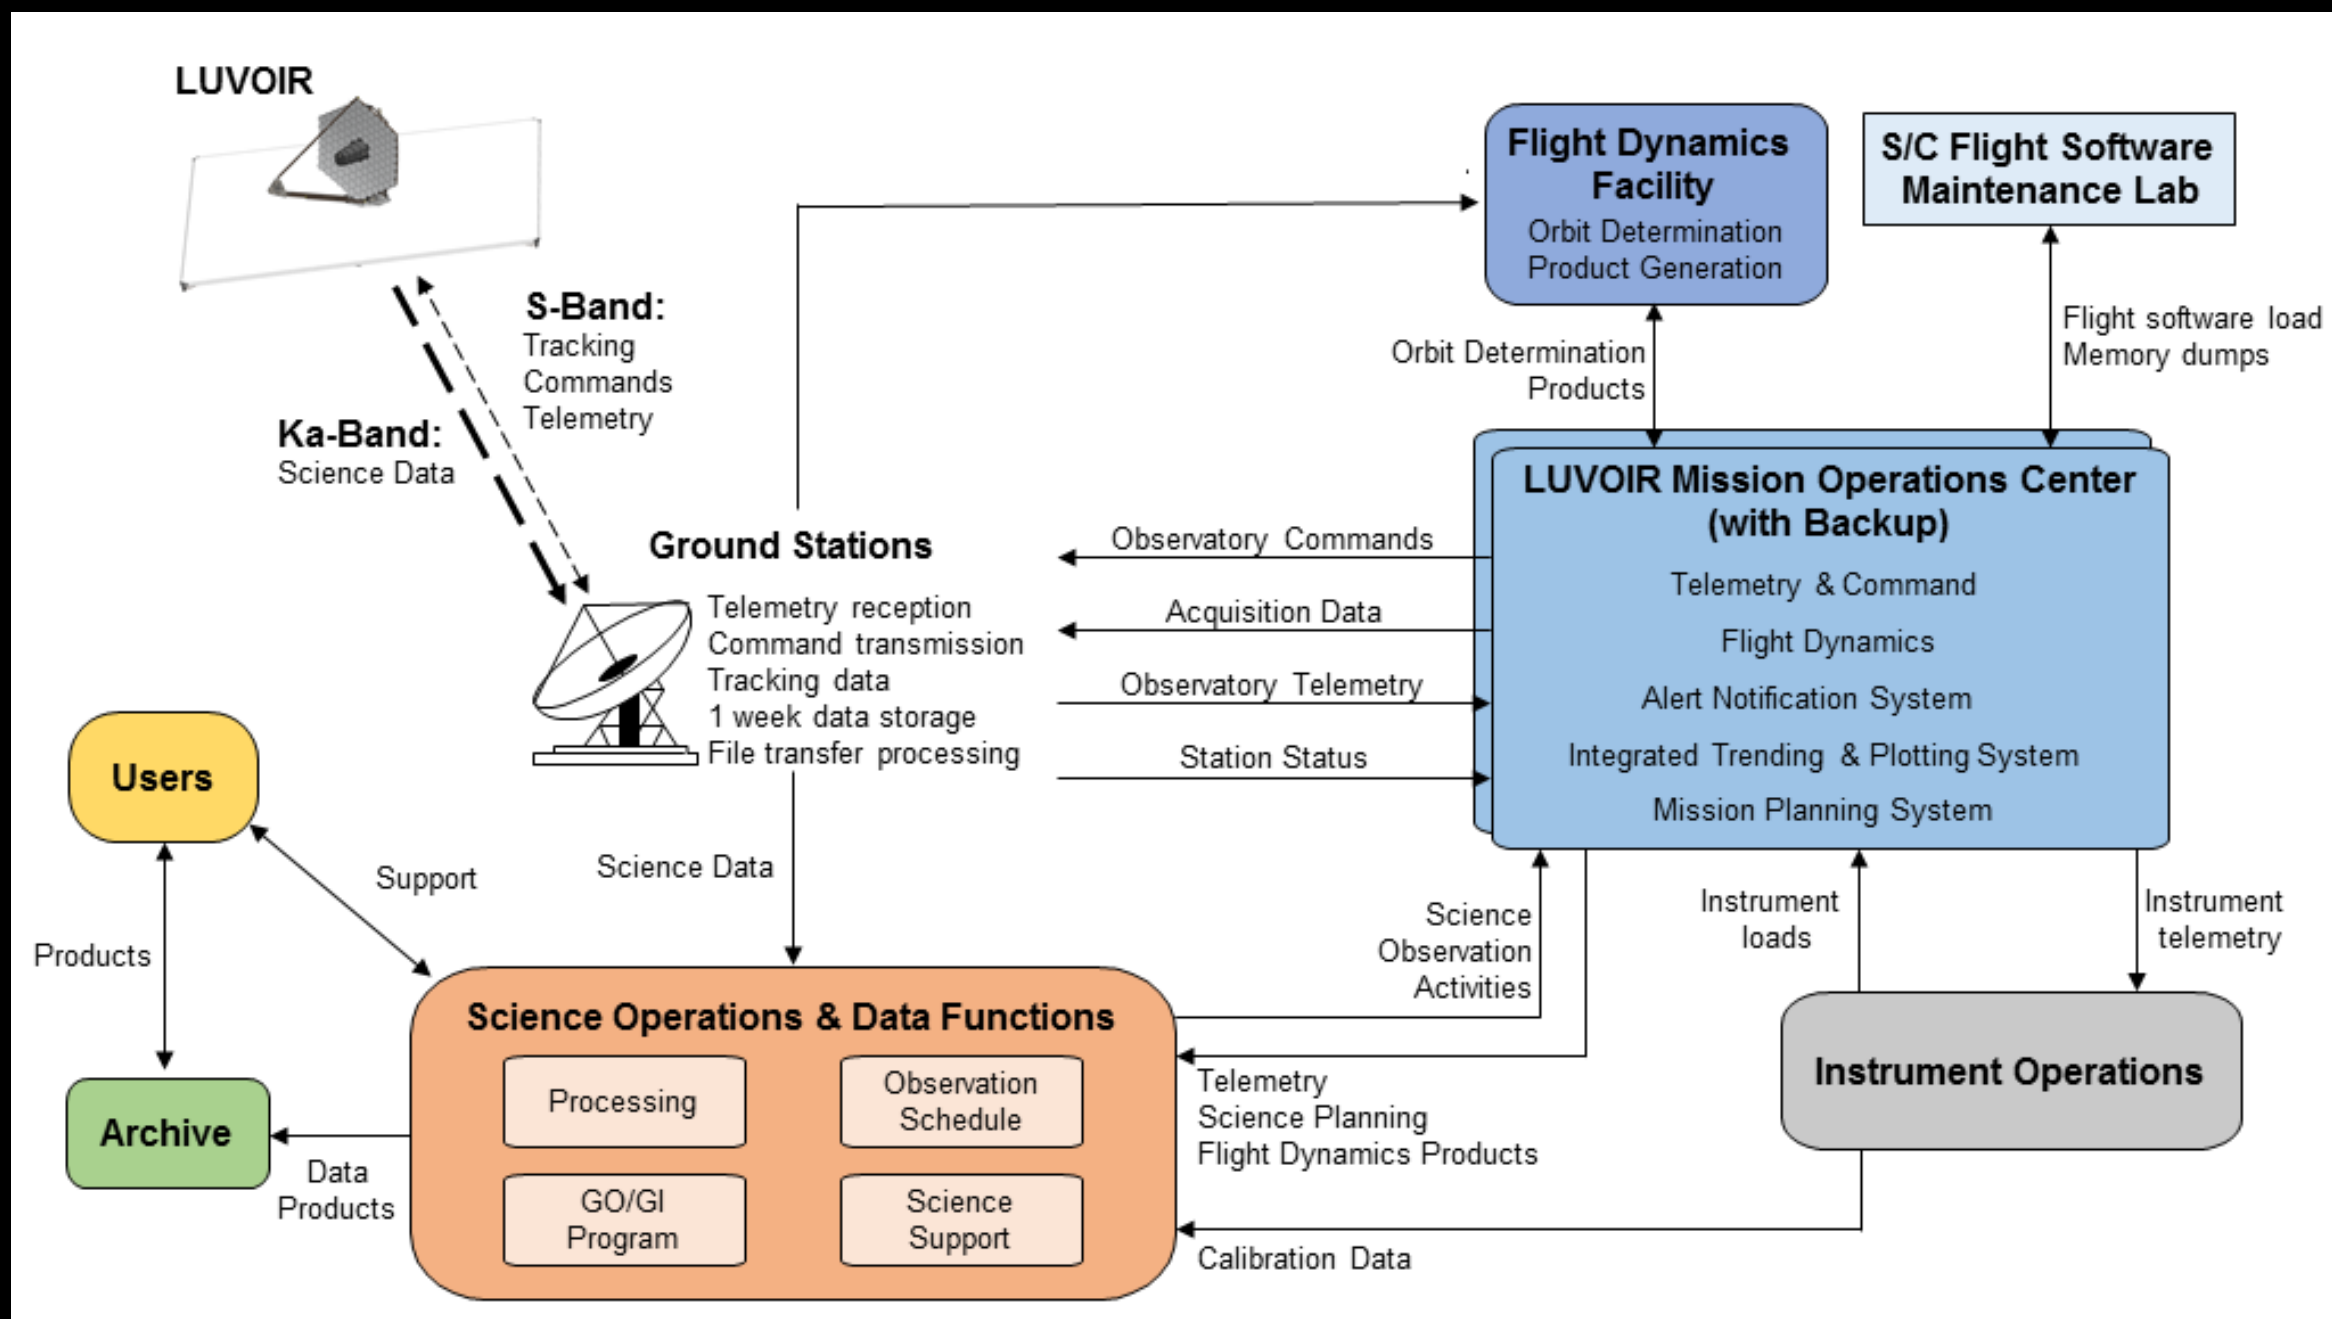 LUVOIR
S-Band:
Tracking
Commands
Telemetry
Ka-Band:
Science Data
Flight Dynamics
Facility
Orbit Determination
Product Generation
S/C Flight Software
Maintenance Lab
Orbit Determination
Products
Flight software load
Memory dumps
Ground Stations
Telemetry reception
Command transmission
Tracking data
1 week data storage
File transfer processing
Observatory Commands
Acquisition Data
Observatory Telemetry
Station Status
LUVOIR Mission Operations Center
(with Backup)
Telemetry & Command
Flight Dynamics
Alert Notification System
Integrated Trending & Plotting System
Mission Planning System
Users
Support
Products
Science Data
Science
Observation
Activities
Instrument
loads
Instrument
telemetry
Archive
Data
Products
Science Operations & Data Functions
Processing
Observation
Schedule
GO/GI
Program
Science
Support
Telemetry
Science Planning
Flight Dynamics Products
Instrument Operations
Calibration Data